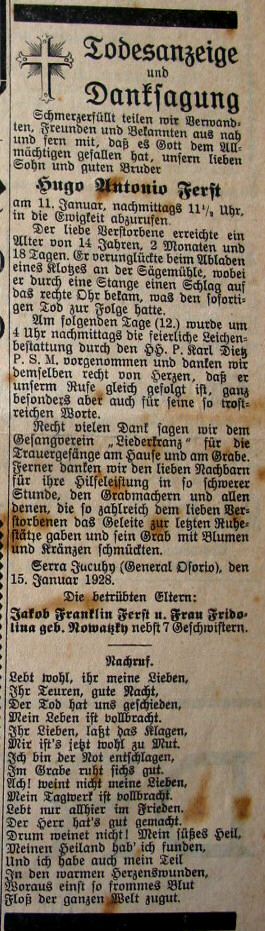 Todesanzeige
und
Danksagung
Schmerzerfüllt teilen wir Verwand-
ten, Freunden und Bekannten aus nah
und fern mit, daß es Gott dem All-
mächtigen gefallen hat, unsern lieben
Sohn und guten Bruder
Hugo Antonio Ferst
am 11. Januar, nachmittags Uhr,
in die Ewigkeit abzurufen.
Der liebe Verstorbene erreichte ein
Alter von 14 Jahren, 2 Monaten und
18 Tagen. Er verunglückte beim Abladen
eines Klotzes an der Sägemühle, wobei
er durch eine Stange einen Schlag auf
das rechte Ohr bekam, was den soforti-
gen Tod zur Folge hatte.
Am folgenden Tage (12.) wurde um
4 Uhr nachmittags die feierliche Leichen-
bestattung durch den HH. P. Karl Dietz
P. S. M. vorgenommen und danken wir
demselben recht von Herzen, daß er
unserm Rufe gleich gefolgt ist, ganz
besonders aber auch für seine so trost-
reichen Worte.
Recht vielen Dank sagen wir dem
Gesangverein „Liederkranz" für die
Trauergesänge am Hause und am Grabe.
Ferner danken wir den lieben Nachbarn
für ihre Hilfeleistung in so schwerer
Stunde, den Grabmachern und allen
denen, die so zahlreich dem lieben Ver-
storbenen das Geleite zur letzten Ruhe-
stätte gaben und sein Grab mit Blumen
und Kränzen schmückten.
Serra Jucuhy (General Osorio), den
15. Januar 1928.
Die betrübten Eltern:
Jakob Franklin Ferst u. Frau Frido-
lina geb. Nowatzky nebst 7 Geschwistern.
Nachruf.
Lebt wohl, ihr meine Lieben,
Ihr Teuren, gute Nacht,
Der Tod hat uns geschieden,
Mein Leben ist vollbracht.
Ihr Lieben, laßt das Klagen,
Mir ist's jetzt wohl zu Mut.
Ich bin der Not entschlagen,
Im Grabe ruht sichs gut.
Ach! weint nicht meine Lieben,
Mein Tagwerk ist vollbracht.
Lebt nur allhier im Frieden.
Der Herr hat's gut gemacht.
Drum weinet nicht! Mein süßes Heil,
Meinen Heiland hab' ich funden,
Und ich habe auch mein Teil
In den warmen Herzenswunden,
Woraus einst so frommes Blut
Floß der ganzen Welt zugut.